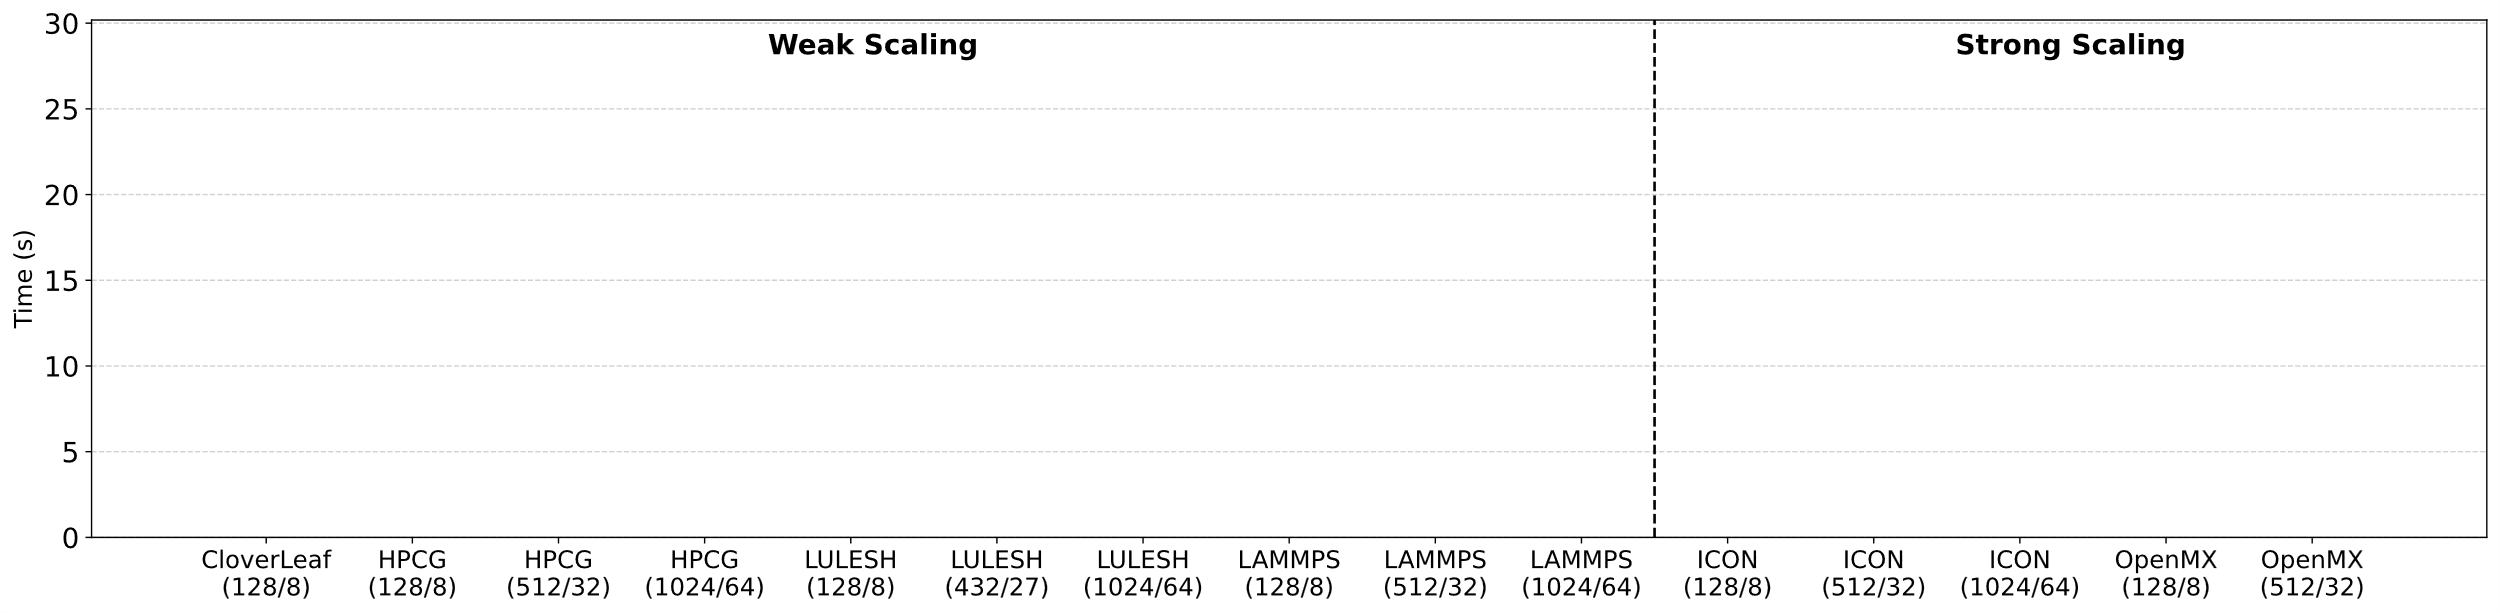 30
25
20
15
10
5
0
Time (s)
Weak Scaling
Strong Scaling
CloverLeaf
(128/8)
HPCG
(128/8)
HPCG
(512/32)
HPCG
(1024/64)
LULESH
(128/8)
LULESH
(432/27)
LULESH
(1024/64)
LAMMPS
(128/8)
LAMMPS
(512/32)
LAMMPS
(1024/64)
ICON
(128/8)
ICON
(512/32)
ICON
(1024/64)
OpenMX
(128/8)
OpenMX
(512/32)